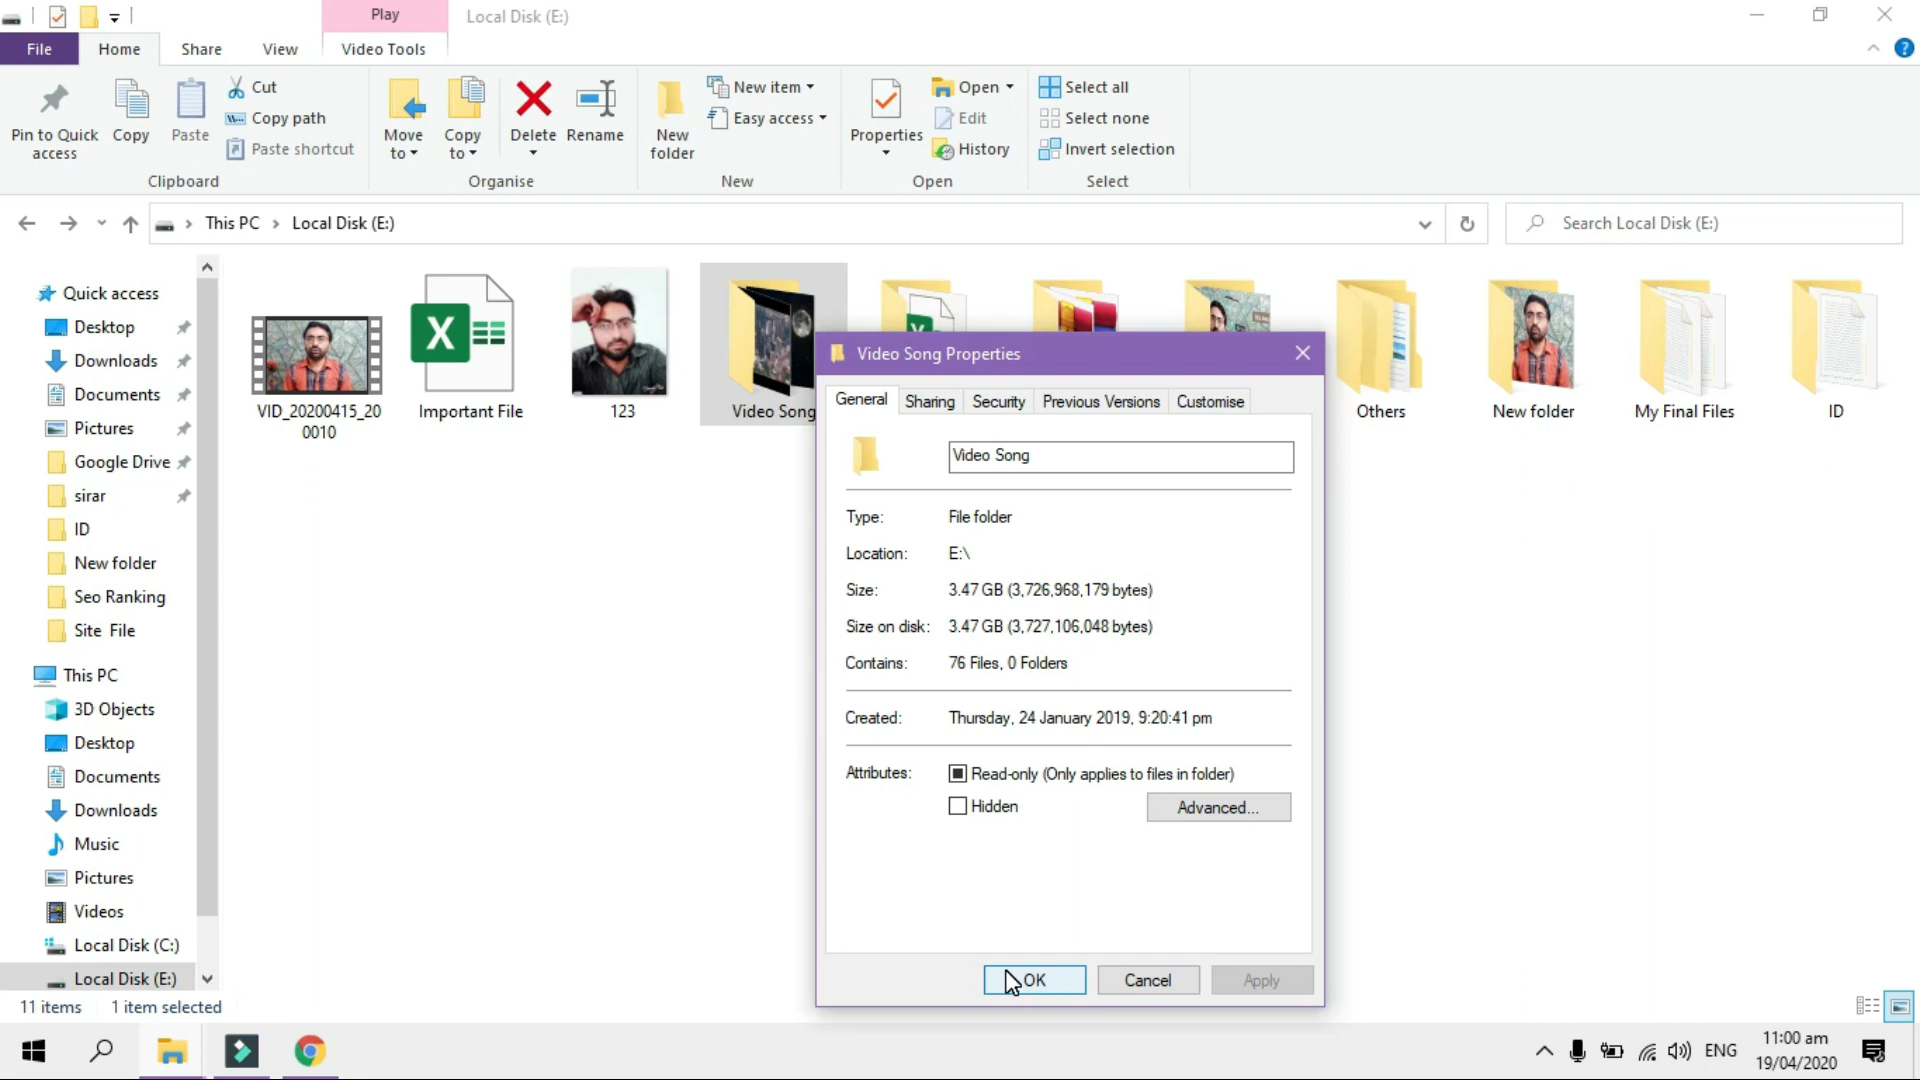 Play
Local Disk (E:)
File
Home
Share
View
Video Tools
Pin to Quick
access
Copy
Paste
Cut
Copy path
Paste shortcut
Clipboard
Move
to
Copy
to
Delete
Rename
Organise
New
folder
New item
Easy access
New
Properties
Open
Edit
History
Open
Select all
Select none
Invert selection
Select
This PC
Local Disk (E:)
Search Local Disk (E:)
Quick access
Desktop
Downloads
Documents
Pictures
Google Drive
sirar
ID
New folder
Seo Ranking
Site File
This PC
3D Objects
Desktop
Documents
Downloads
Music
Pictures
Videos
Local Disk (C:)
Local Disk (E:)
VID_20200415_20
0010
Important File
123
Video Song
Others
New folder
My Final Files
ID
Video Song Properties
General
Sharing
Security
Previous Versions
Customise
Video Song
Type: File folder
Location: E:\
Size: 3.47 GB (3,726,968,179 bytes)
Size on disk: 3.47 GB (3,727,106,048 bytes)
Contains: 76 Files, 0 Folders
Created: Thursday, 24 January 2019, 9:20:41 pm
Attributes: Read-only (Only applies to files in folder)
Hidden
Advanced...
OK
Cancel
Apply
11 items
1 item selected
ENG
11:00 am
19/04/2020